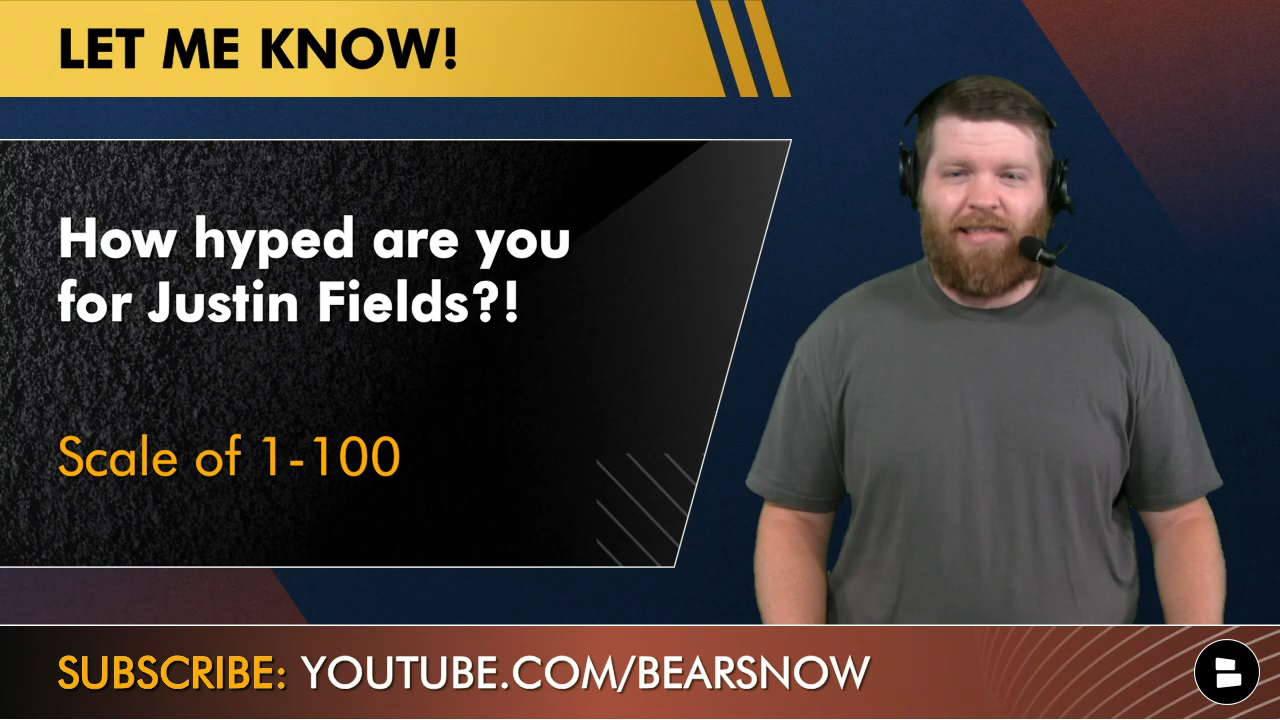 LET ME KNOW!
How hyped are you
for Justin Fields?!
Scale of 1-100
SUBSCRIBE: YOUTUBE.COM/BEARSNOW